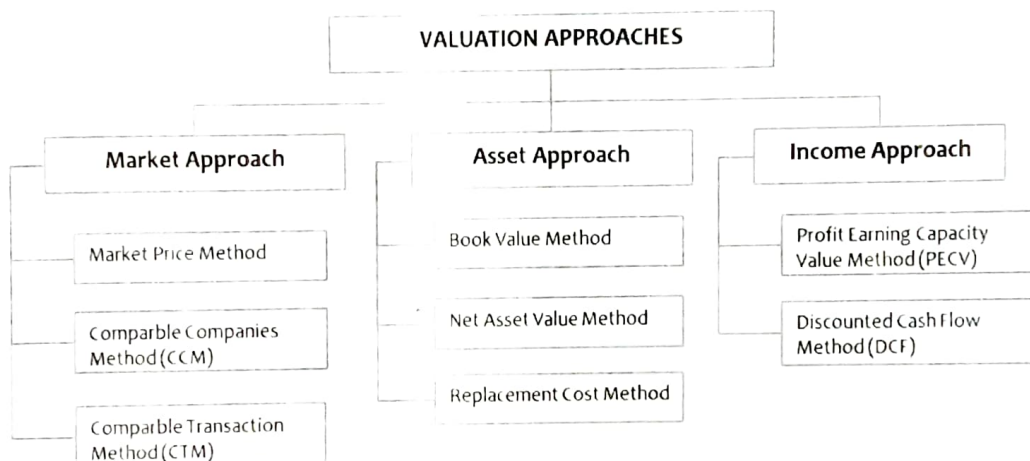 VALUATION APPROACHES
Market Approach
Market Price Method
Comparble Companies
Method (CCM)
Comparble Transaction
Method (CTM)
Asset Approach
Book Value Method
Net Asset Value Method
Replacement Cost Method
Income Approach
Profit Earning Capacity
Value Method (PECV)
Discounted Cash Flow
Method (DCF)